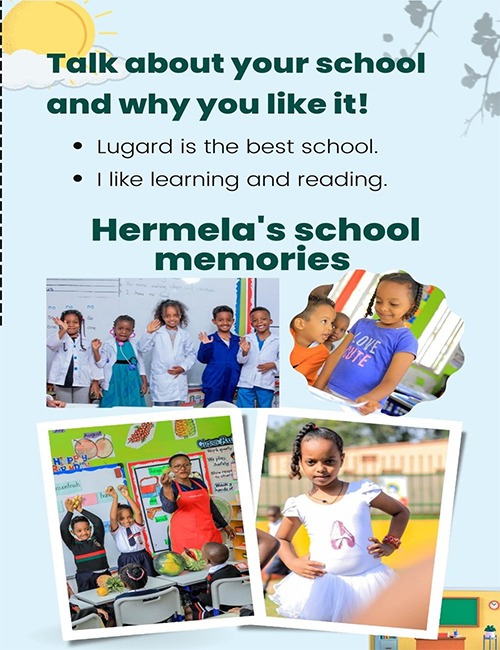 Talk about your school
and why you like it!
• Lugard is the best school.
• I like learning and reading.
Hermela's school
memories
I LOVE
CUTE
HAPPY